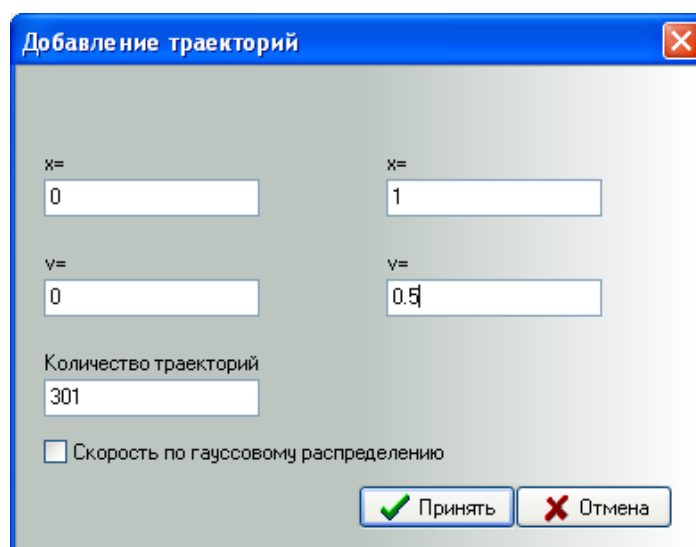 Добавление траекторий
x= x=
0 1
v= v=
0 0.5
Количество траекторий
301
Скорость по гауссовому распределению
Принять Отмена